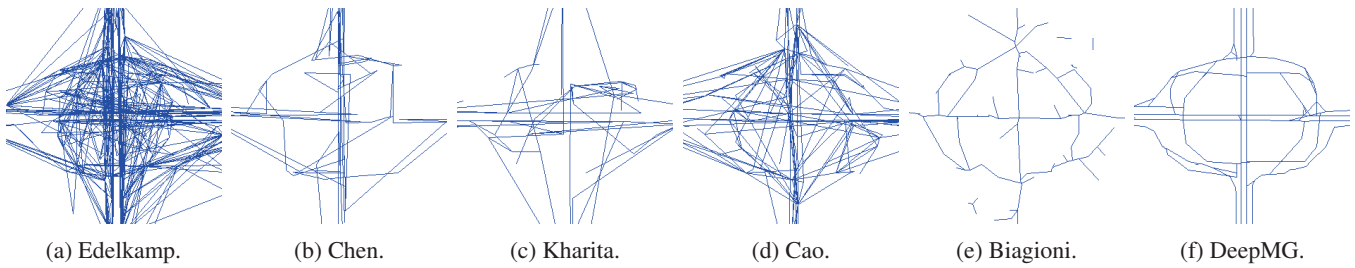 (a) Edelkamp. (b) Chen. (c) Kharita. (d) Cao. (e) Biagioni. (f) DeepMG.